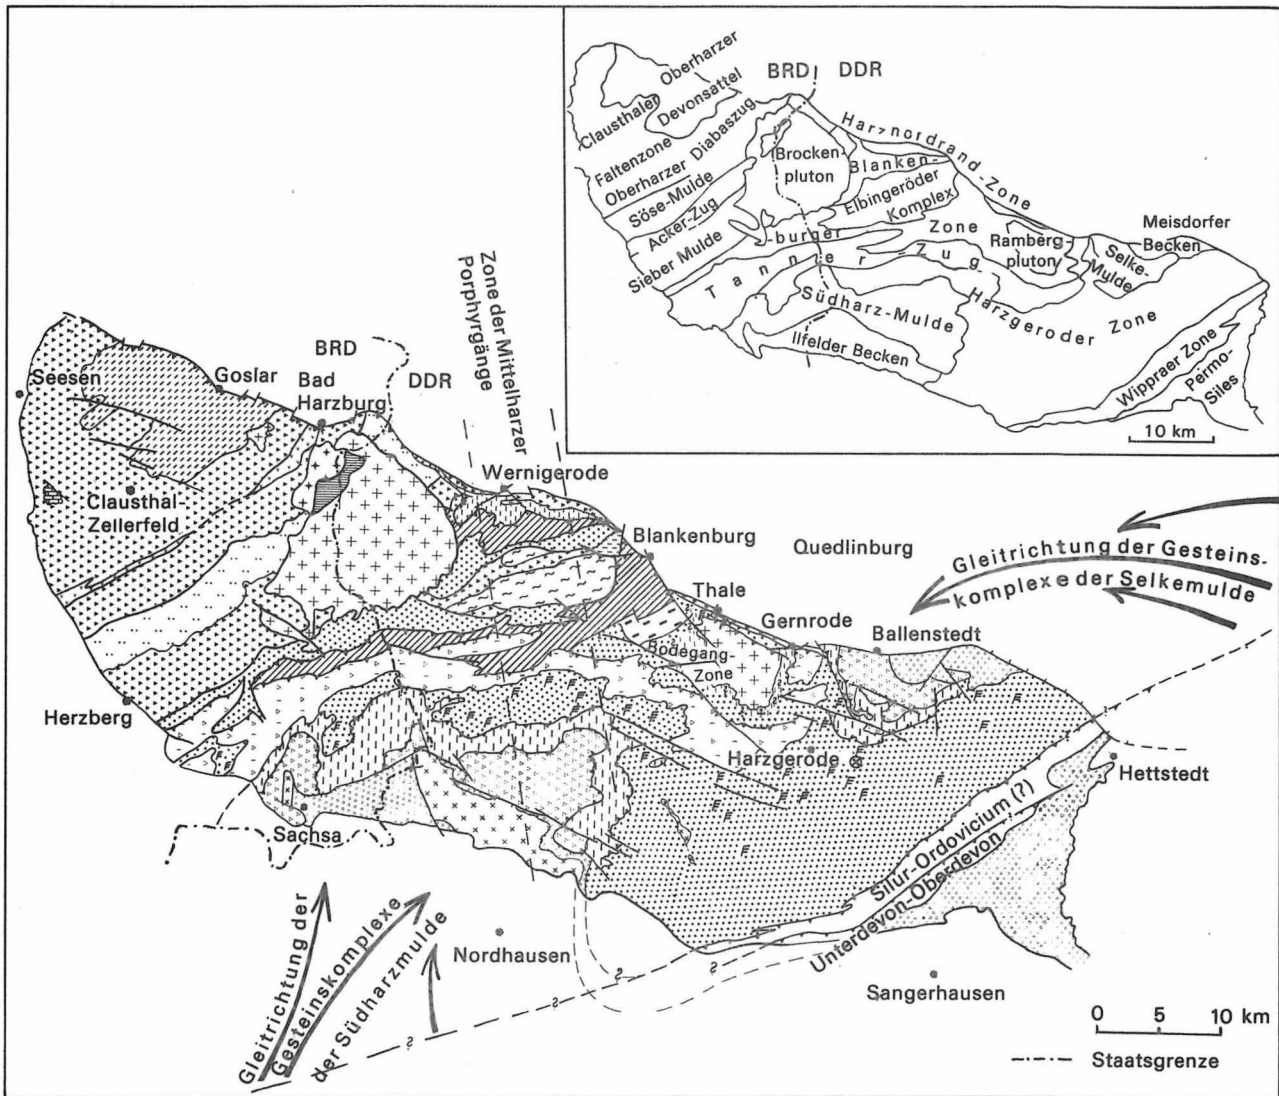 Oberharzer
Devonsattel
Clausthaler
Faltenzone
Oberharzer Diabaszug
Söse-Mulde
Acker-Zug
Sieber Mulde
BRD
DDR
Harznordrand-Zone
Brocken-
pluton
Blanken-
Elbingeröder
Komplex
-burger
Zone
Tanner-Zug
Ramberg-
pluton
Selke-
Mulde
Meisdorfer
Becken
Harzgeroder Zone
Südharz-Mulde
Ilfelder Becken
Wippraer Zone
Permo-
Siles
10 km
Zone der Mittelharzer
Porphyrgänge
BRD
DDR
Seesen
Goslar
Bad
Harzburg
Wernigerode
Clausthal-
Zellerfeld
Blankenburg
Quedlinburg
Gleitrichtung der Gesteins-
komplexe der Selkemulde
Thale
Gernrode
Ballenstedt
Bodegang-
Zone
Herzberg
Harzgerode
Hettstedt
Sachsa
Silur-Ordovicium (?)
Unterdevon-Oberdevon
Gleitrichtung der
Gesteinskomplexe
der Südharzmulde
Nordhausen
?
?
?
?
Sangerhausen
0 5 10 km
Staatsgrenze